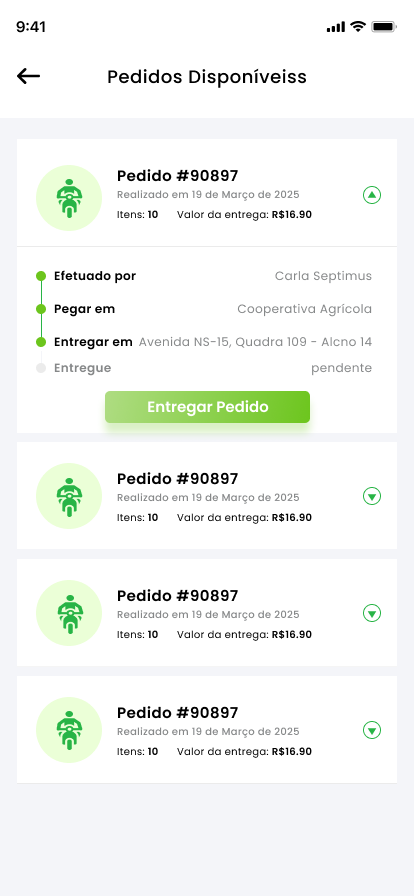 9:41
Pedidos Disponíveiss
Pedido #90897
Realizado em 19 de Março de 2025
Itens: 10 Valor da entrega: R$16.90
Efetuado por Carla Septimus
Pegar em Cooperativa Agrícola
Entregar em Avenida NS-15, Quadra 109 - Alcno 14
Entregue pendente
Entregar Pedido
Pedido #90897
Realizado em 19 de Março de 2025
Itens: 10 Valor da entrega: R$16.90
Pedido #90897
Realizado em 19 de Março de 2025
Itens: 10 Valor da entrega: R$16.90
Pedido #90897
Realizado em 19 de Março de 2025
Itens: 10 Valor da entrega: R$16.90